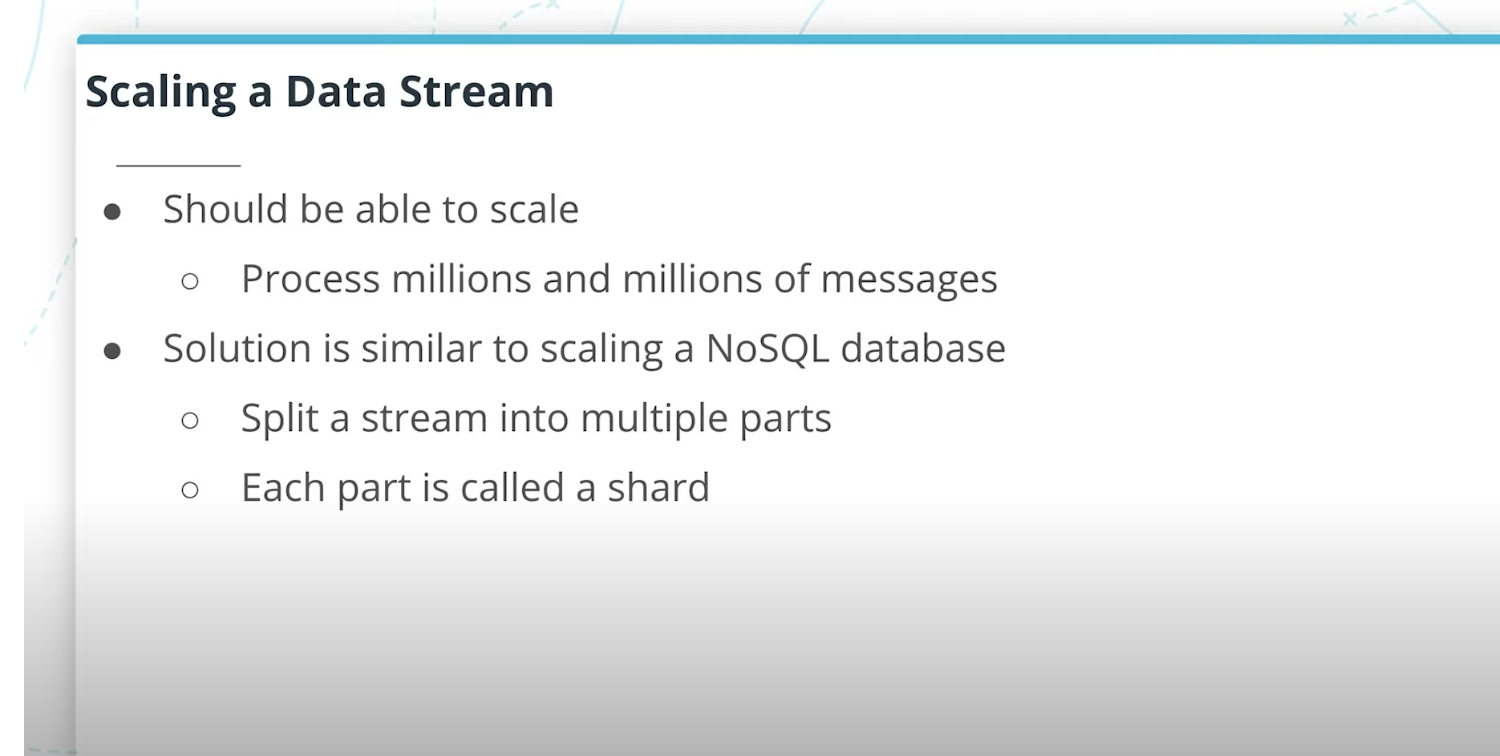 Scaling a Data Stream
● Should be able to scale
○ Process millions and millions of messages
● Solution is similar to scaling a NoSQL database
○ Split a stream into multiple parts
○ Each part is called a shard